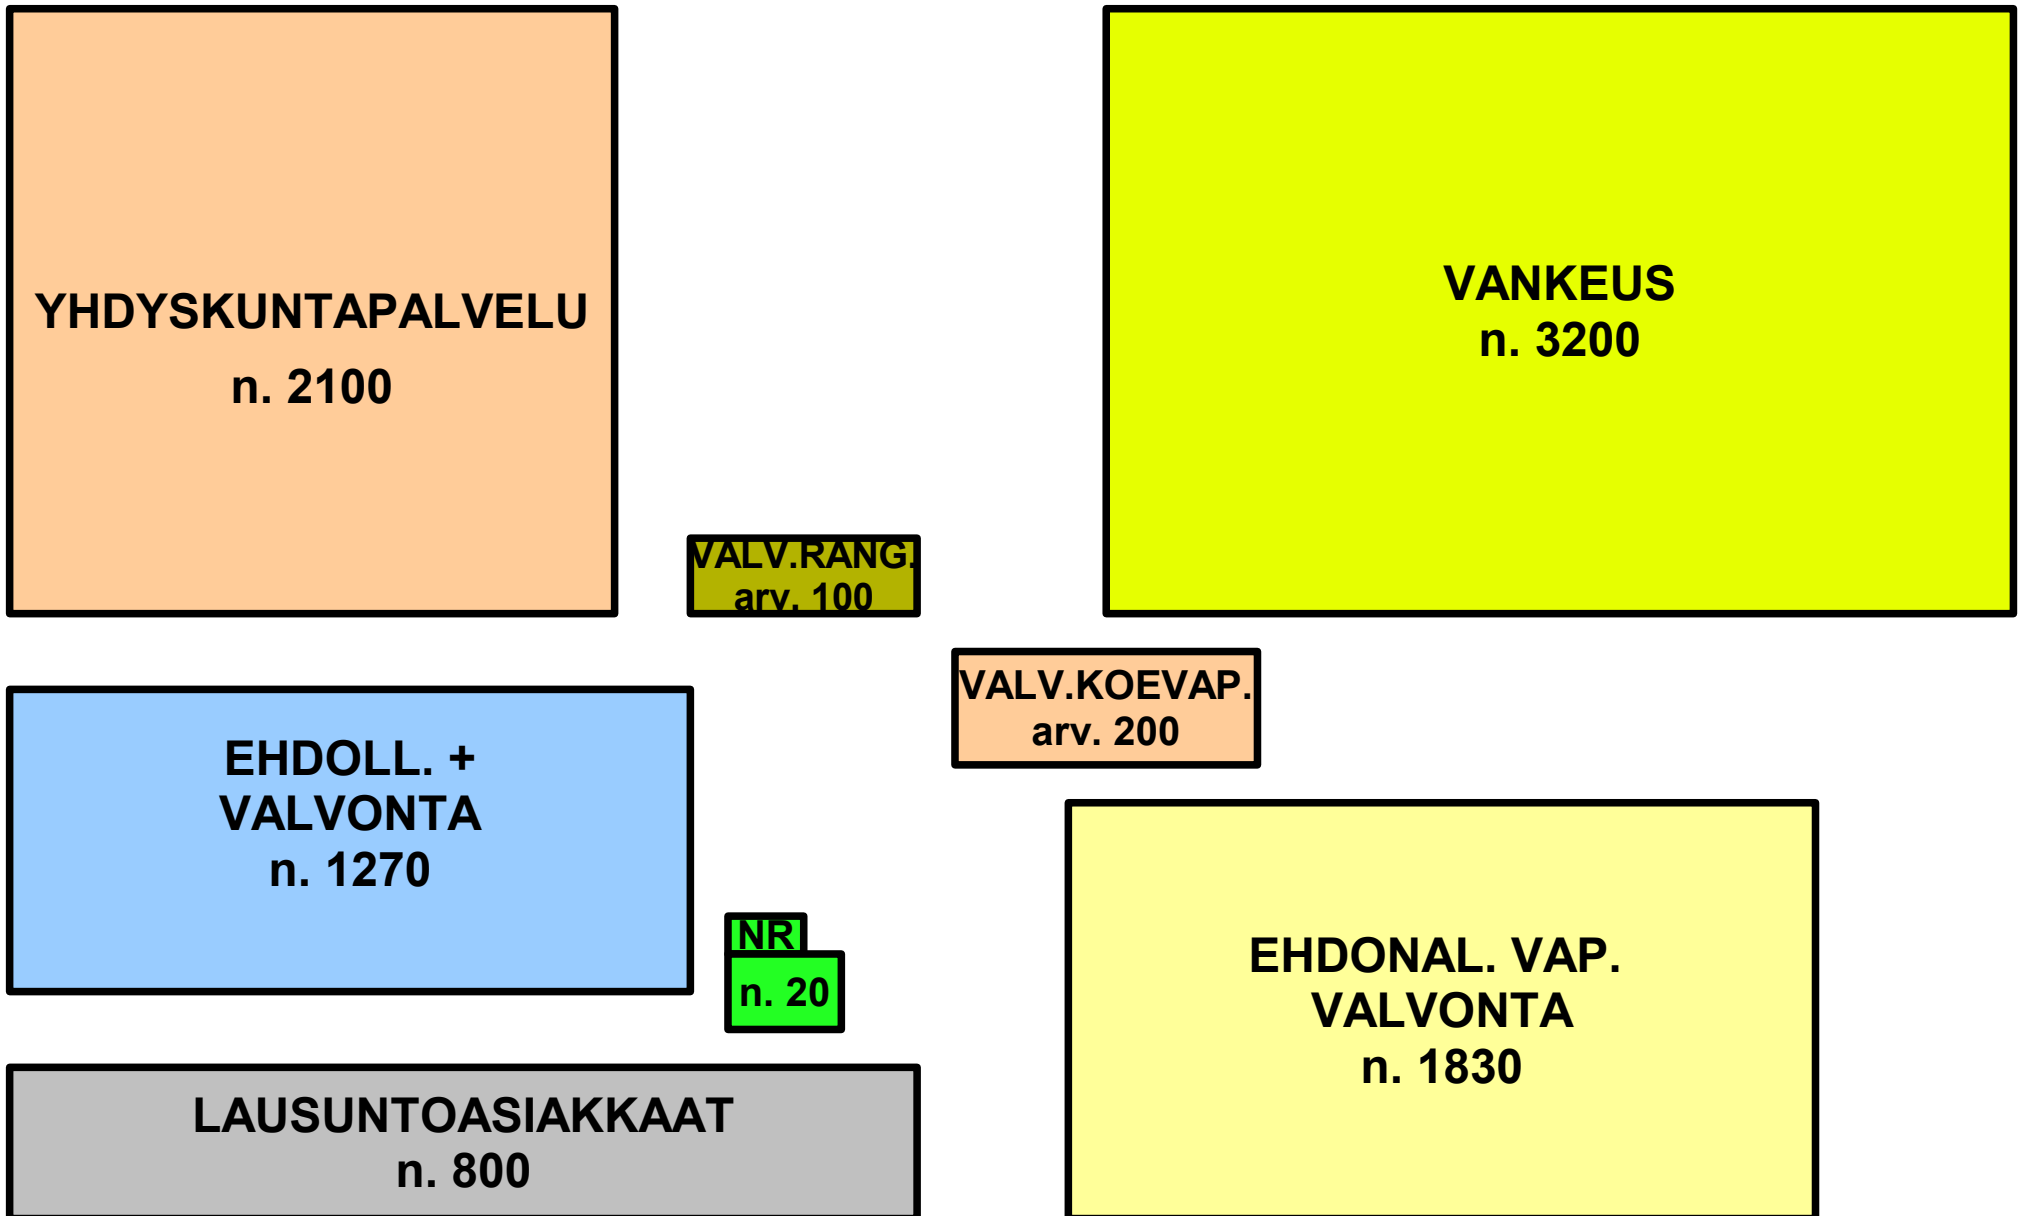 YHDYSKUNTAPALVELU
n. 2100
VANKEUS
n. 3200
VALV.RANG.
arv. 100
VALV.KOEVAP.
arv. 200
EHDOLL. +
VALVONTA
n. 1270
NR
n. 20
EHDONAL. VAP.
VALVONTA
n. 1830
LAUSUNTOASIAKKAAT
n. 800